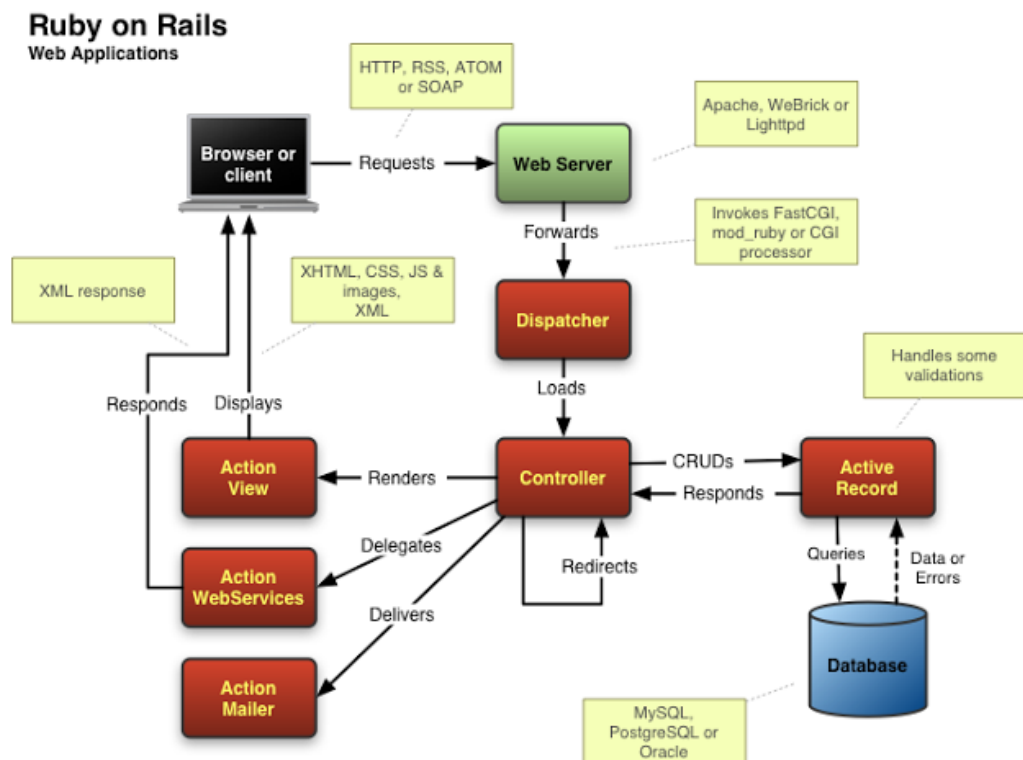 Ruby on Rails
Web Applications
HTTP, RSS, ATOM
or SOAP
Apache, WeBrick or
Lighttpd
Browser or
client
Requests
Web Server
Invokes FastCGI,
mod_ruby or CGI
processor
Forwards
XML response
XHTML, CSS, JS &
images,
XML
Dispatcher
Handles some
validations
Loads
Responds
Displays
Action
View
Renders
Controller
CRUDs
Responds
Active
Record
Delegates
Redirects
Queries
Data or
Errors
Action
WebServices
Delivers
Database
Action
Mailer
MySQL,
PostgreSQL or
Oracle